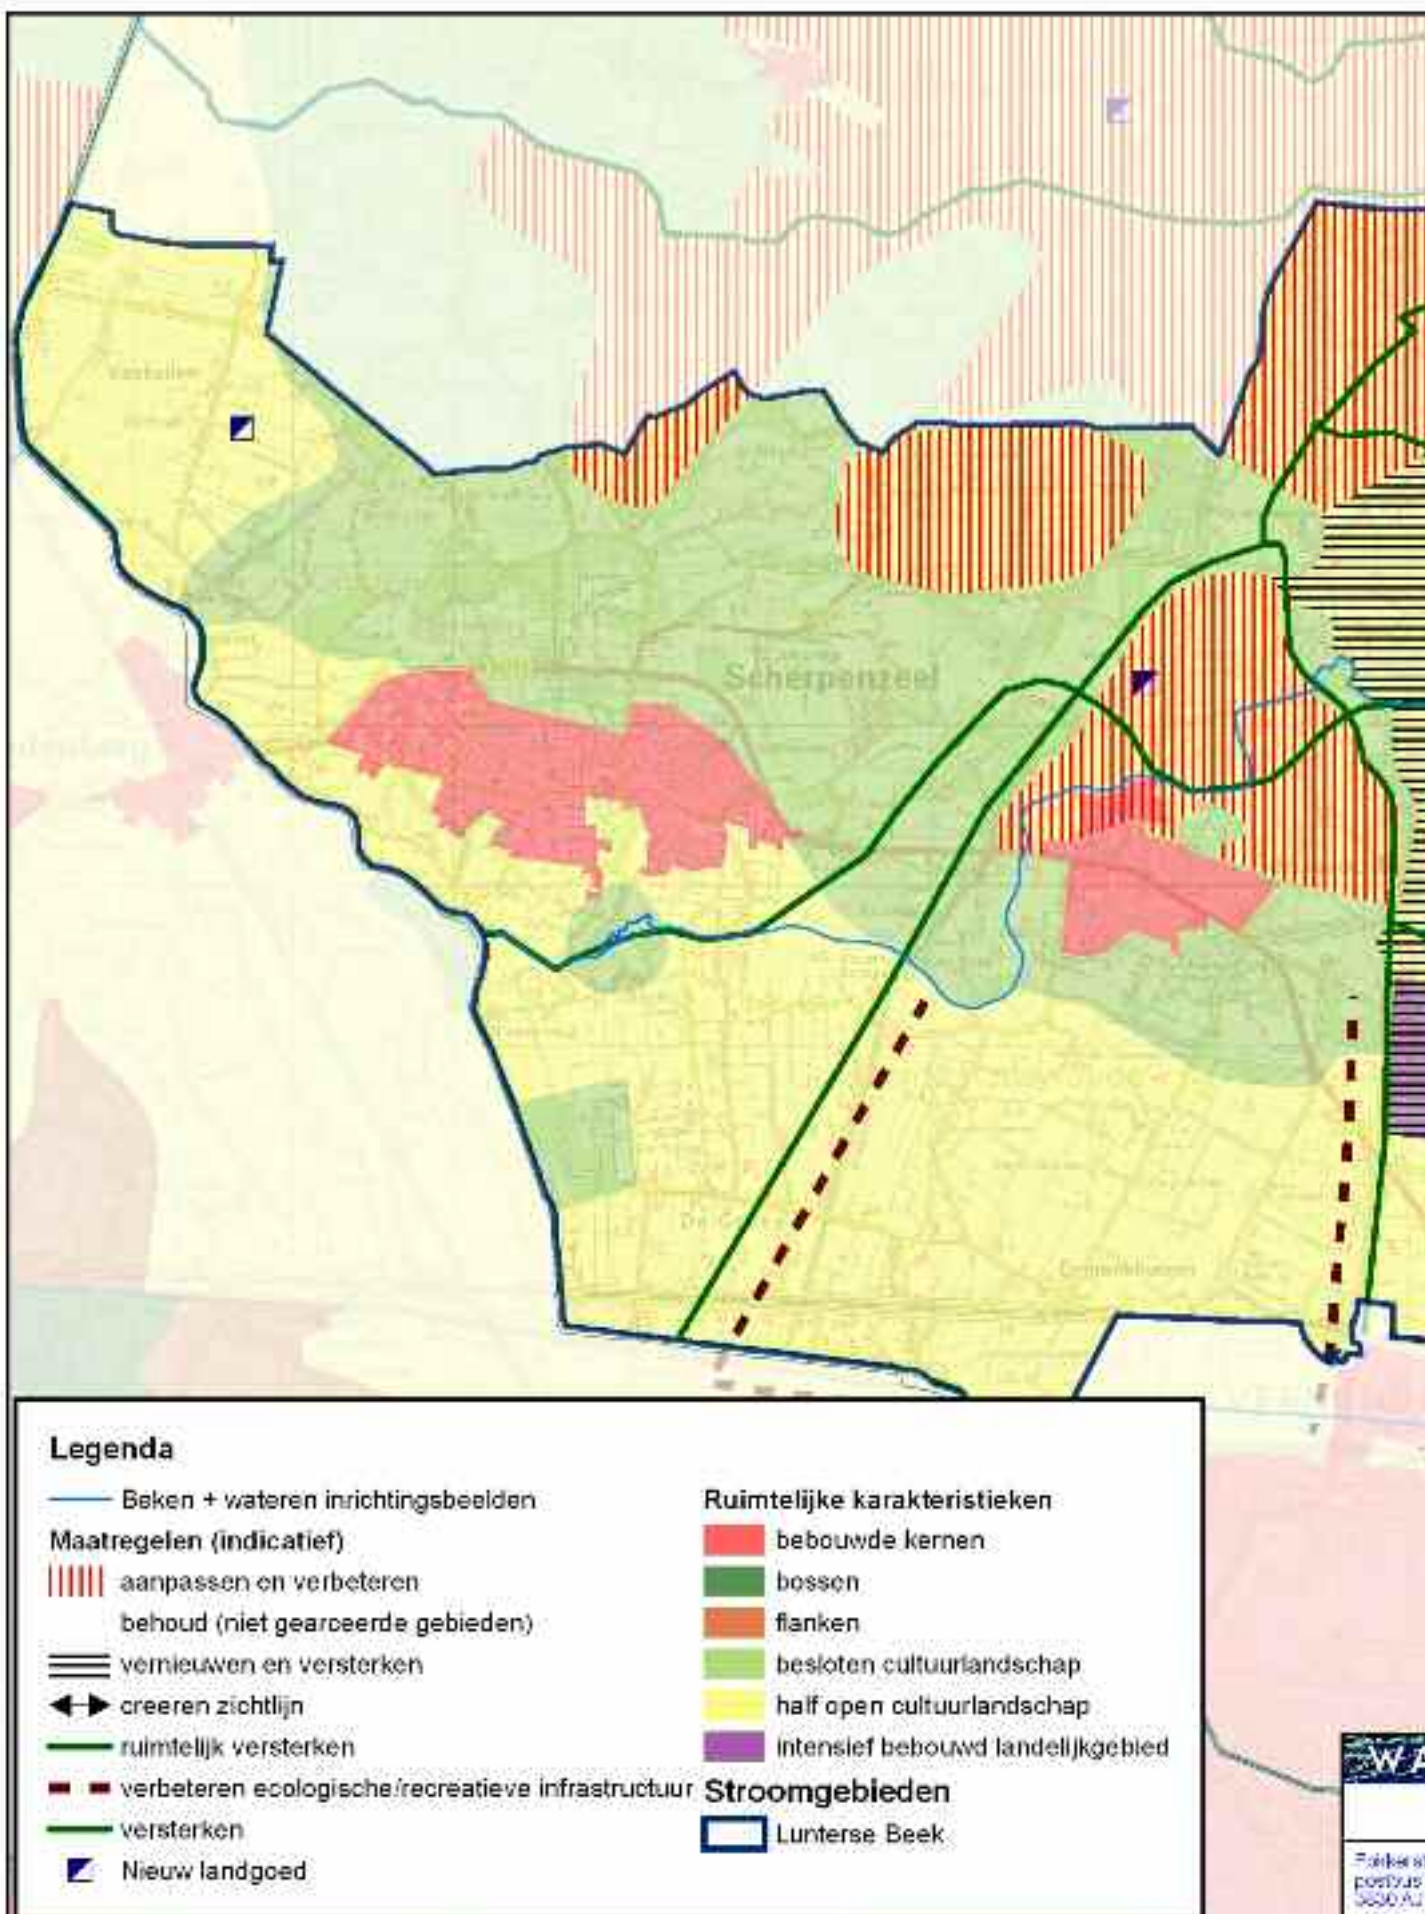 Scherpenzeel
Legenda
Beken + wateren inrichtingsbeelden
Maatregelen (indicatief)
aanpassen en verbeteren
behoud (niet gearceerde gebieden)
vernieuwen en versterken
creeren zichtlijn
ruimtelijk versterken
verbeteren ecologische/recreatieve infrastructuur
versterken
Nieuw landgoed
Ruimtelijke karakteristieken
bebouwde kernen
bossen
flanken
besloten cultuurlandschap
half open cultuurlandschap
intensief bebouwd landelijkgebied
Stroomgebieden
Lunterse Beek
WA
postbus